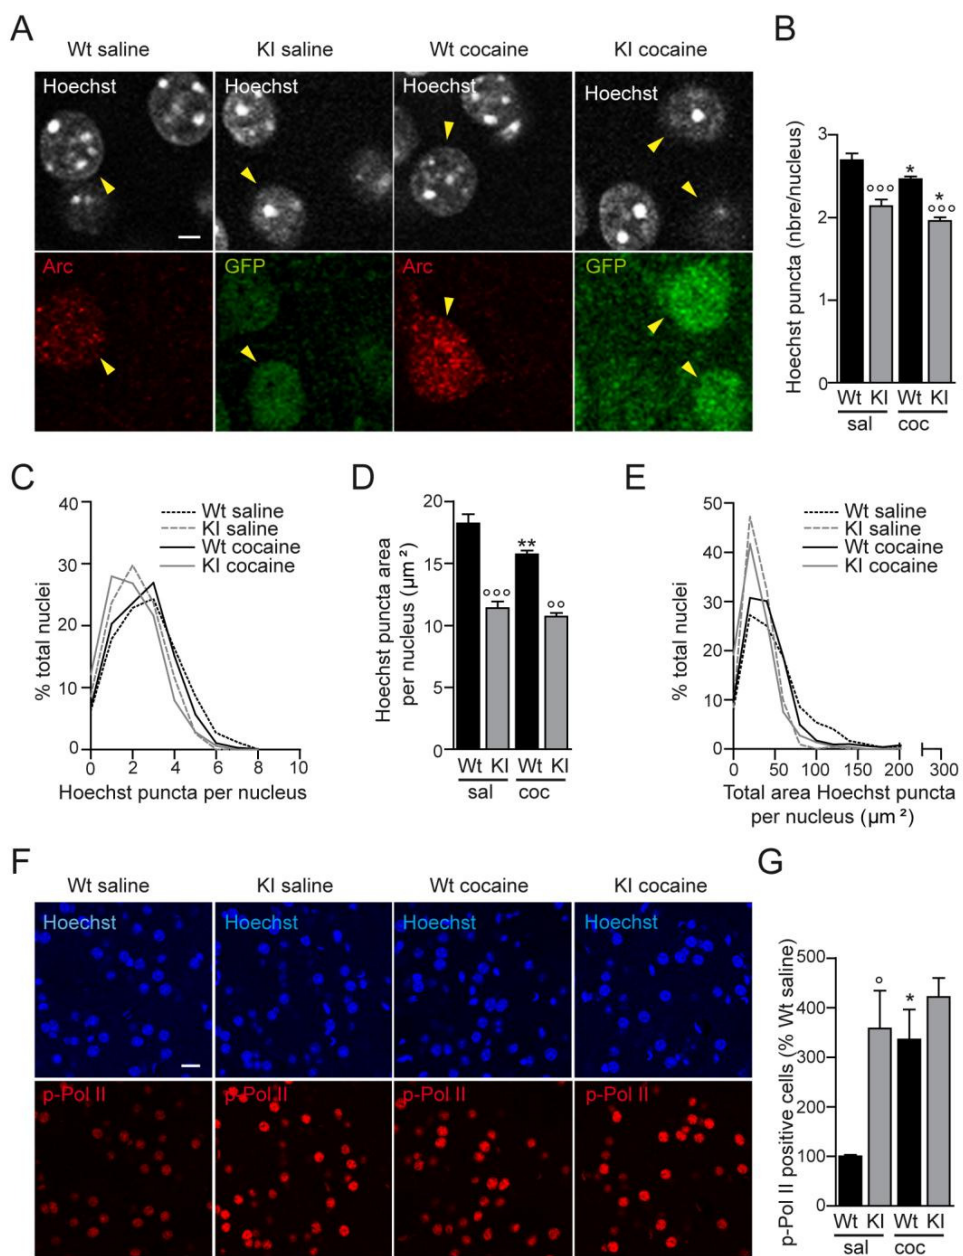 A
Wt saline KI saline Wt cocaine KI cocaine
Hoechst Hoechst Hoechst Hoechst
Arc GFP Arc GFP
B
Hoechst puncta (nbre/nucleus)
3
2
1
0
*
°°°
*
°°°
Wt KI Wt KI
sal coc
C
% total nuclei
40
30
20
10
0
Wt saline
KI saline
Wt cocaine
KI cocaine
0 2 4 6 8 10
Hoechst puncta per nucleus
D
Hoechst puncta area
per nucleus (µm²)
20
15
10
5
0
**
°°°
°°
Wt KI Wt KI
sal coc
E
% total nuclei
50
40
30
20
10
0
Wt saline
KI saline
Wt cocaine
KI cocaine
0 50 100 150 200 300
Total area Hoechst puncta
per nucleus (µm²)
F
Wt saline KI saline Wt cocaine KI cocaine
Hoechst Hoechst Hoechst Hoechst
p-Pol II p-Pol II p-Pol II p-Pol II
G
p-Pol II positive cells (% Wt saline)
500
400
300
200
100
0
°
*
Wt KI Wt KI
sal coc